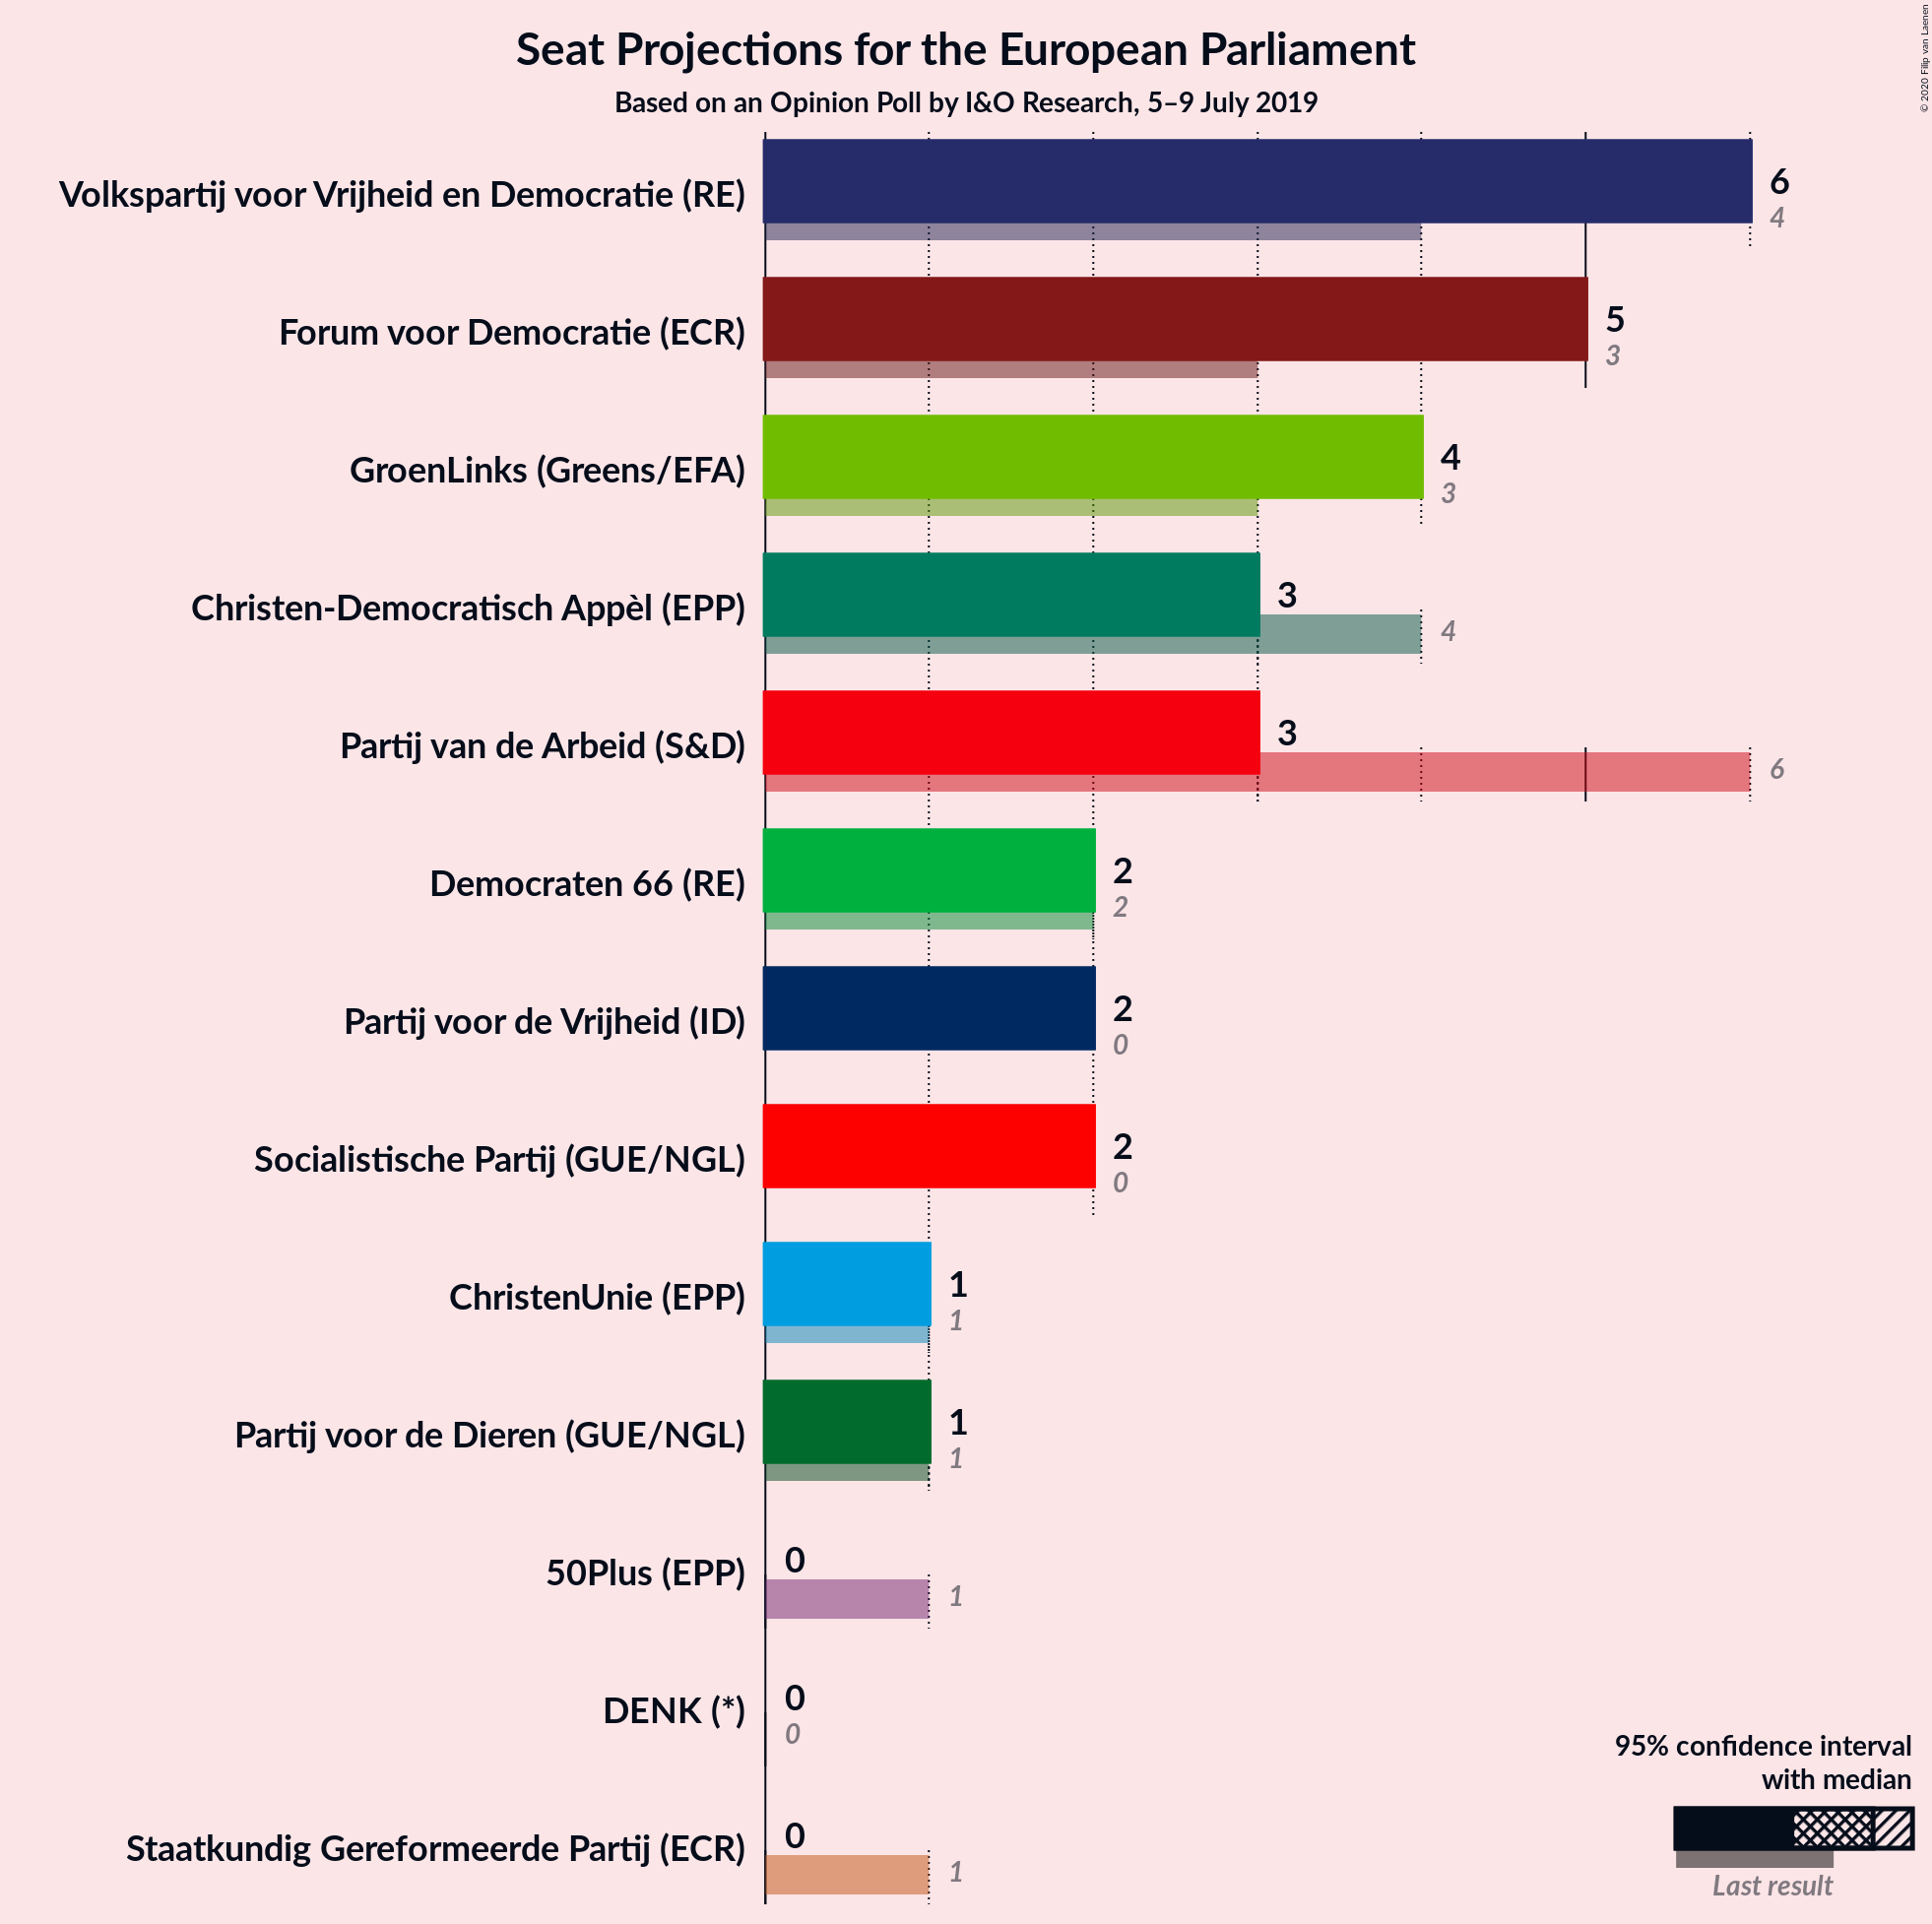 Seat Projections for the European Parliament
Based on an Opinion Poll by I&O Research, 5–9 July 2019
© 2020 Filip van Laenen
Volkspartij voor Vrijheid en Democratie (RE)
6
4
Forum voor Democratie (ECR)
5
3
GroenLinks (Greens/EFA)
4
3
Christen-Democratisch Appèl (EPP)
3
4
Partij van de Arbeid (S&D)
3
6
Democraten 66 (RE)
2
2
Partij voor de Vrijheid (ID)
2
0
Socialistische Partij (GUE/NGL)
2
0
ChristenUnie (EPP)
1
1
Partij voor de Dieren (GUE/NGL)
1
1
50Plus (EPP)
0
1
DENK (*)
0
0
Staatkundig Gereformeerde Partij (ECR)
0
1
95% confidence interval
with median
Last result